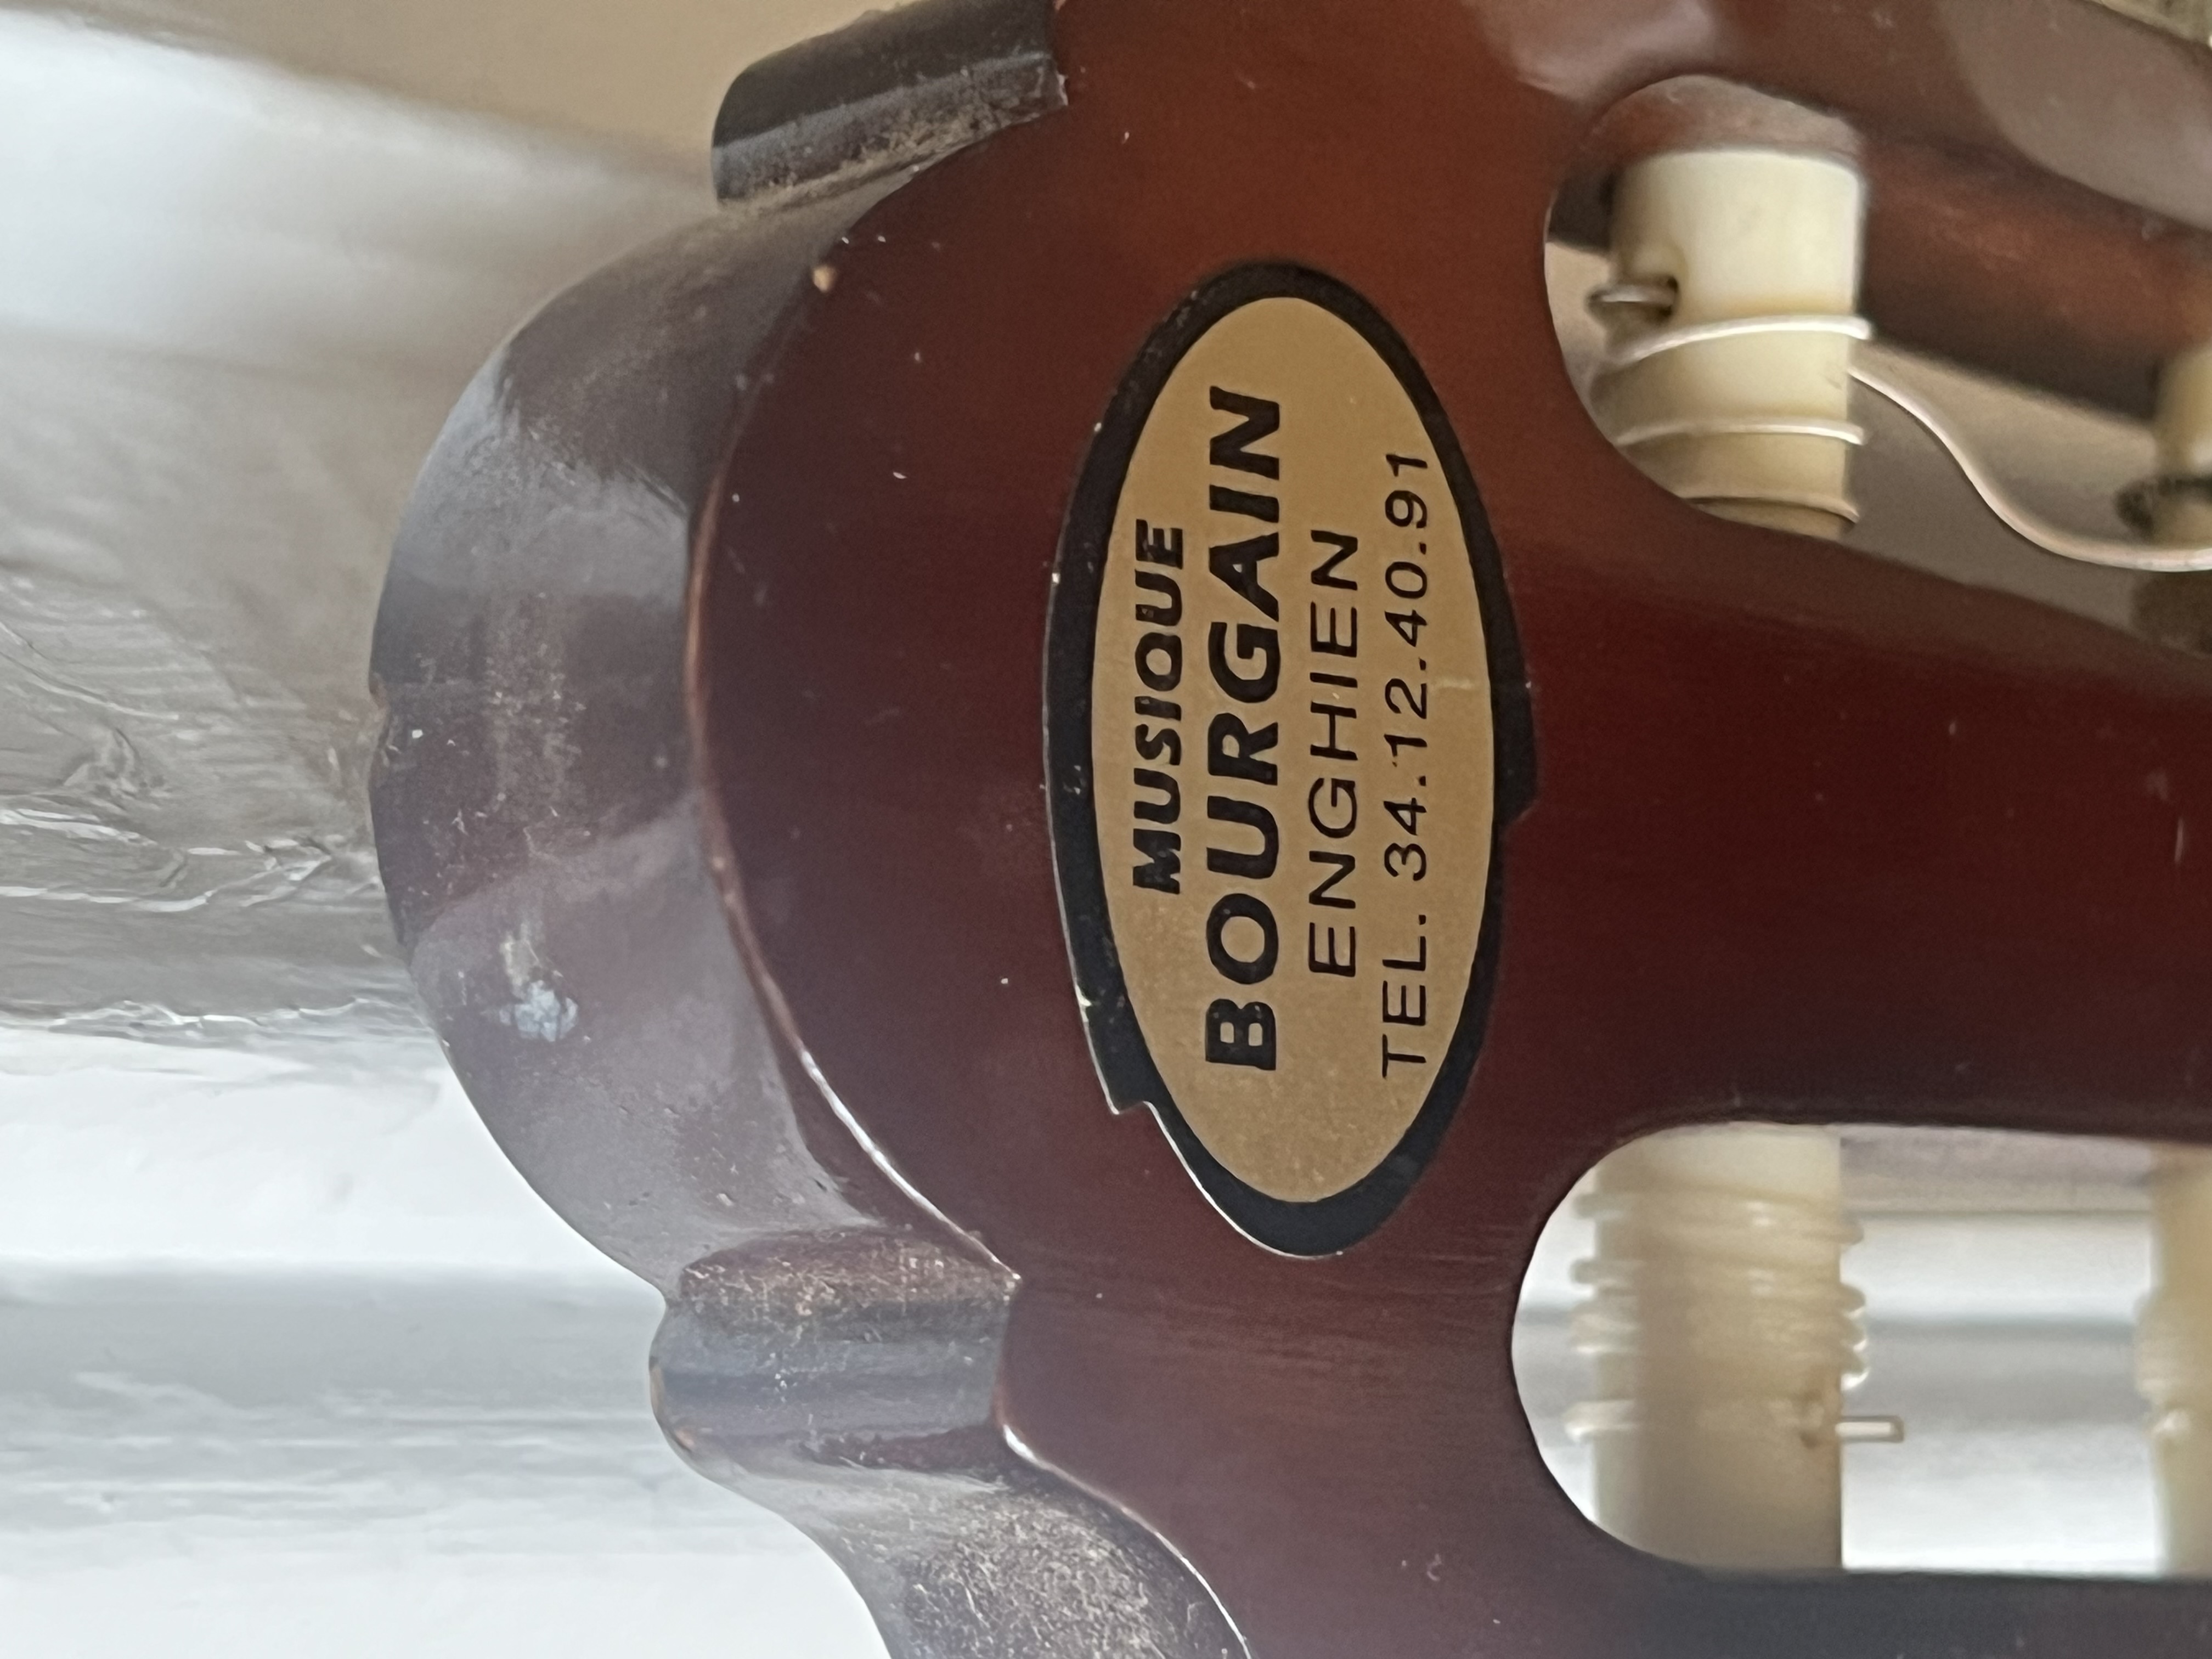 MUSIQUE
BOURGAIN
ENGHIEN
TEL. 34.12.40.91